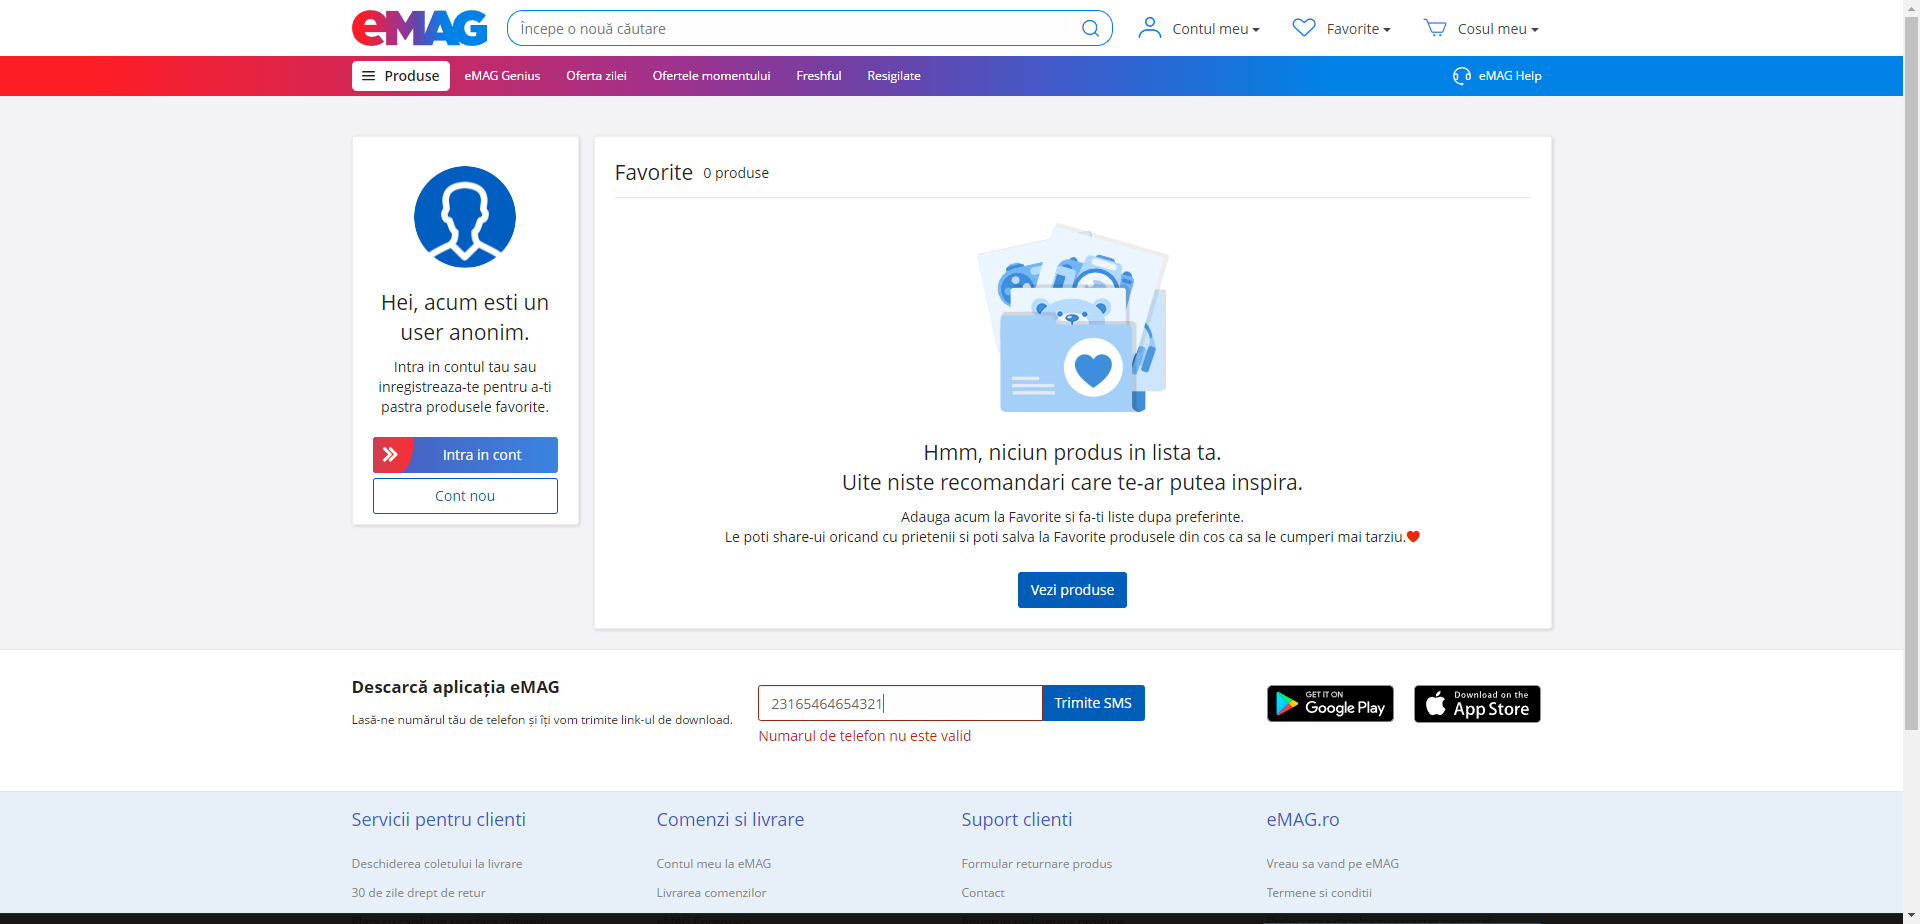 eMAG
Începe o nouă căutare
Contul meu
Favorite
Cosul meu
Produse
eMAG Genius
Oferta zilei
Ofertele momentului
Freshful
Resigilate
eMAG Help
Hei, acum esti un
user anonim.
Intra in contul tau sau
inregistreaza-te pentru a-ti
pastra produsele favorite.
Intra in cont
Cont nou
Favorite 0 produse
Hmm, niciun produs in lista ta.
Uite niste recomandari care te-ar putea inspira.
Adauga acum la Favorite si fa-ti liste dupa preferinte.
Le poti share-ui oricand cu prietenii si poti salva la Favorite produsele din cos ca sa le cumperi mai tarziu.
Vezi produse
Descarcă aplicația eMAG
Lasă-ne numărul tău de telefon și îți vom trimite link-ul de download.
23165464654321
Trimite SMS
Numarul de telefon nu este valid
GET IT ON
Google Play
Download on the
App Store
Servicii pentru clienti
Deschiderea coletului la livrare
30 de zile drept de retur
Comenzi si livrare
Contul meu la eMAG
Livrarea comenzilor
Suport clienti
Formular returnare produs
Contact
eMAG.ro
Vreau sa vand pe eMAG
Termene si conditii